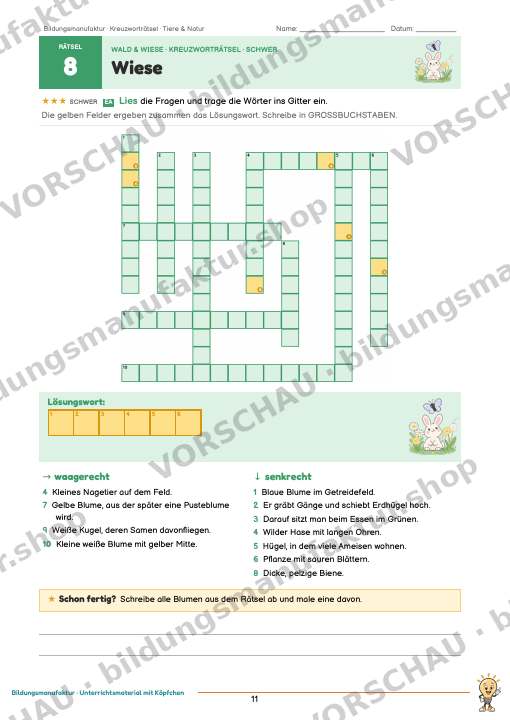 Bildungsmanufaktur · Kreuzworträtsel · Tiere & Natur Name: Datum:
RÄTSEL
8
WALD & WIESE · KREUZWORTRÄTSEL · SCHWER
Wiese
★★★ SCHWER EA Lies die Fragen und trage die Wörter ins Gitter ein.
Die gelben Felder ergeben zusammen das Lösungswort. Schreibe in GROSSBUCHSTABEN.
1
2 3 4 5 6
7
8
9
10
Lösungswort:
1 2 3 4 5 6
→ waagerecht
4 Kleines Nagetier auf dem Feld.
7 Gelbe Blume, aus der später eine Pusteblume
wird.
9 Weiße Kugel, deren Samen davonfliegen.
10 Kleine weiße Blume mit gelber Mitte.
↓ senkrecht
1 Blaue Blume im Getreidefeld.
2 Er gräbt Gänge und schiebt Erdhügel hoch.
3 Darauf sitzt man beim Essen im Grünen.
4 Wilder Hase mit langen Ohren.
5 Hügel, in dem viele Ameisen wohnen.
6 Pflanze mit sauren Blättern.
8 Dicke, pelzige Biene.
★ Schon fertig? Schreibe alle Blumen aus dem Rätsel ab und male eine davon.
Bildungsmanufaktur · Unterrichtsmaterial mit Köpfchen
11
VORSCHAU · bildungsmanufaktur.shop